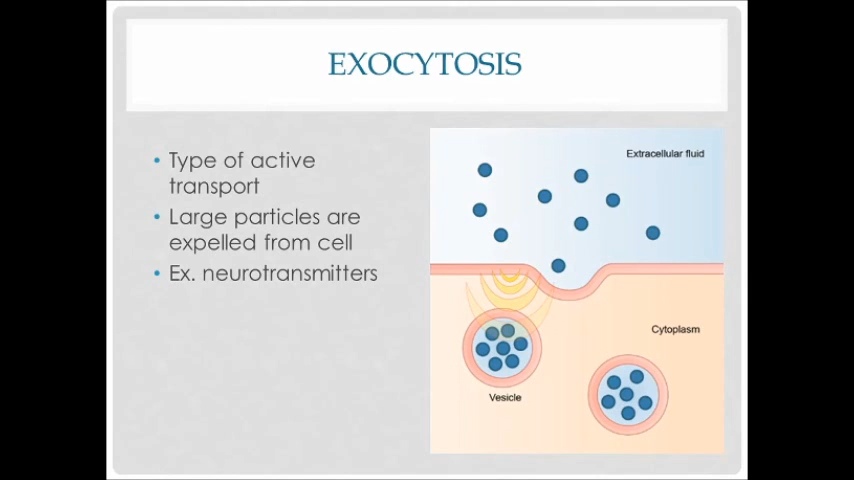 EXOCYTOSIS
• Type of active
transport
• Large particles are
expelled from cell
• Ex. neurotransmitters
Extracellular fluid
Cytoplasm
Vesicle